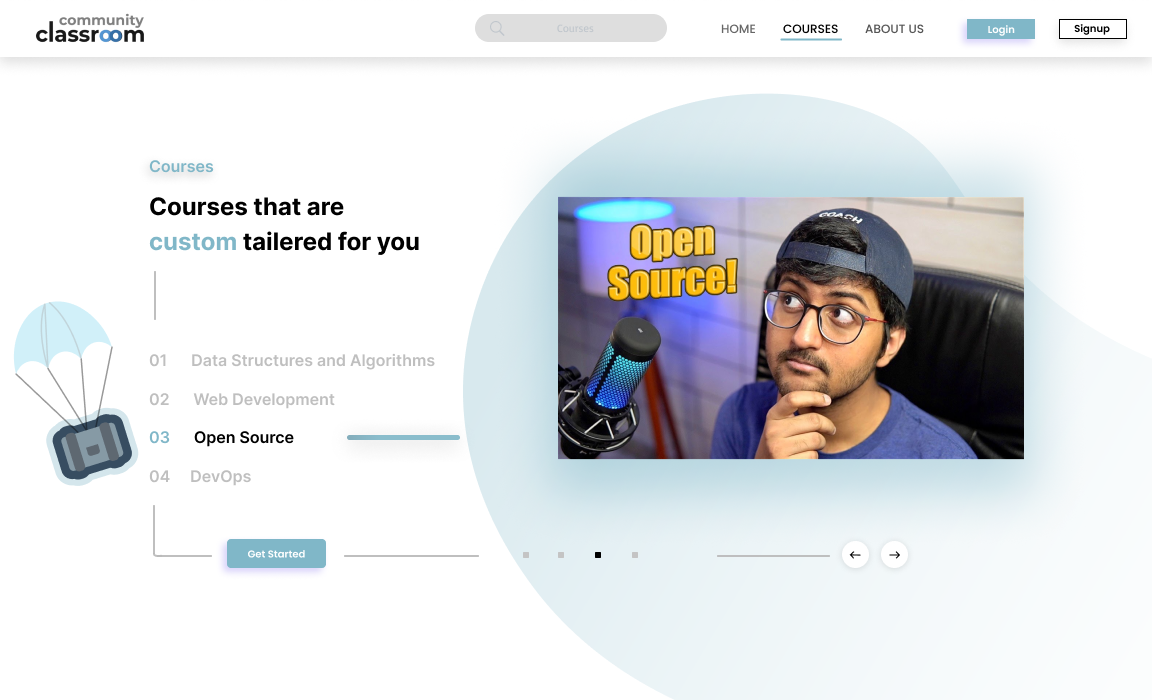 community
classroom
Courses
HOME
COURSES
ABOUT US
Login
Signup
Courses
Courses that are
custom tailered for you
COACH
Open
Source!
01 Data Structures and Algorithms
02 Web Development
03 Open Source
04 DevOps
Get Started